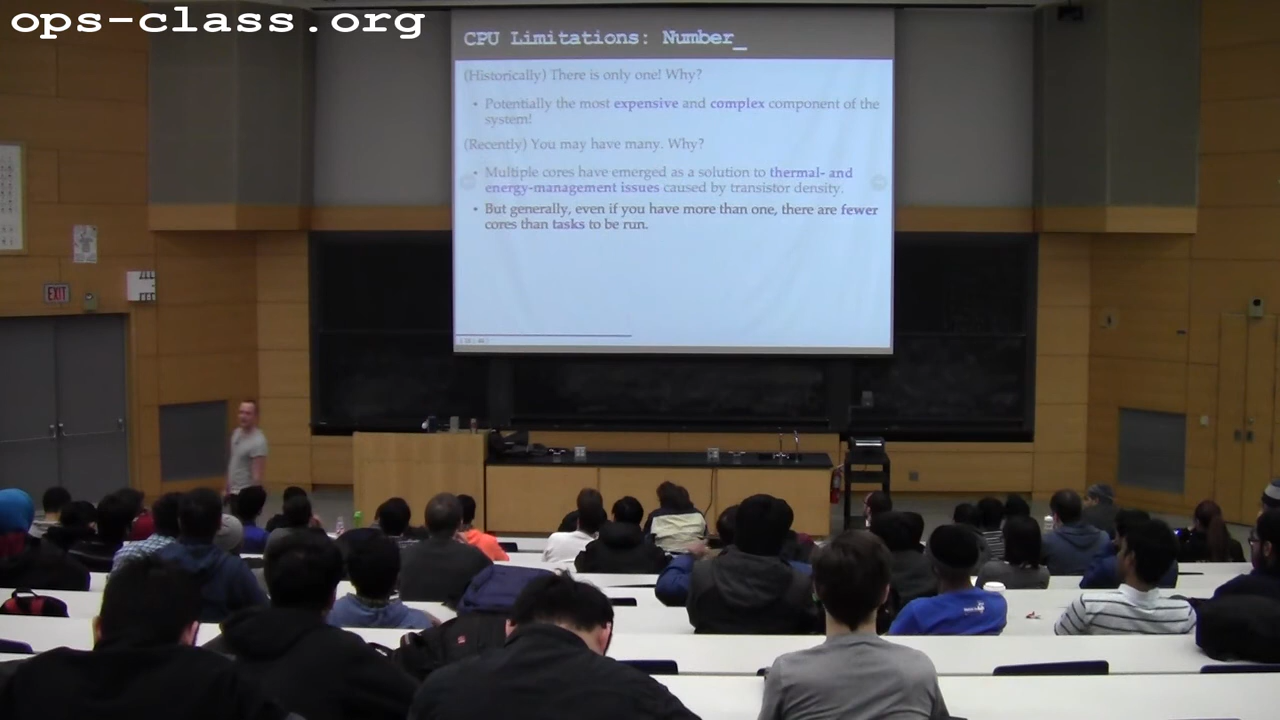 ops-class.org
CPU Limitations: Number_
(Historically) There is only one! Why?
• Potentially the most expensive and complex component of the
system!
(Recently) You may have many. Why?
• Multiple cores have emerged as a solution to thermal- and
energy-management issues caused by transistor density.
• But generally, even if you have more than one, there are fewer
cores than tasks to be run.
EXIT